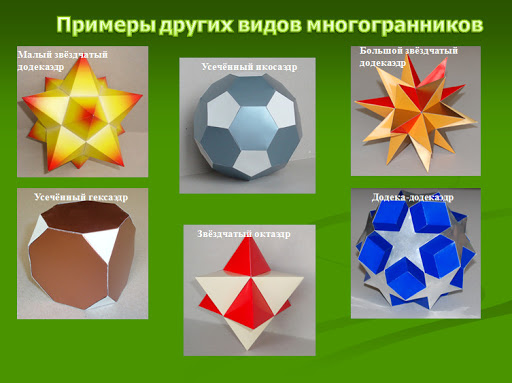 Примеры других видов многогранников
Малый звёздчатый
додекаэдр
Усечённый икосаэдр
Большой звёздчатый
додекаэдр
Усечённый гексаэдр
Звёздчатый октаэдр
Додека-додекаэдр